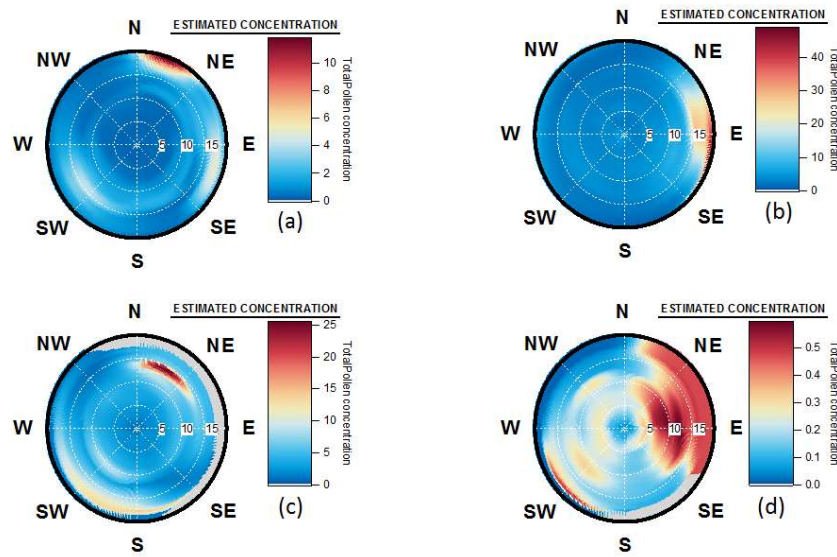 ESTIMATED CONCENTRATION
N
NW
NE
W
5
10
15
E
SW
SE
S
10
8
6
4
2
0
TotalPollen concentration
(a)
ESTIMATED CONCENTRATION
N
NW
NE
W
5
10
15
E
SW
SE
S
40
30
20
10
0
TotalPollen concentration
(b)
ESTIMATED CONCENTRATION
N
NW
NE
W
5
10
15
E
SW
SE
S
25
20
15
10
5
0
TotalPollen concentration
(c)
ESTIMATED CONCENTRATION
N
NW
NE
W
5
10
15
E
SW
SE
S
0.5
0.4
0.3
0.2
0.1
0.0
TotalPollen concentration
(d)